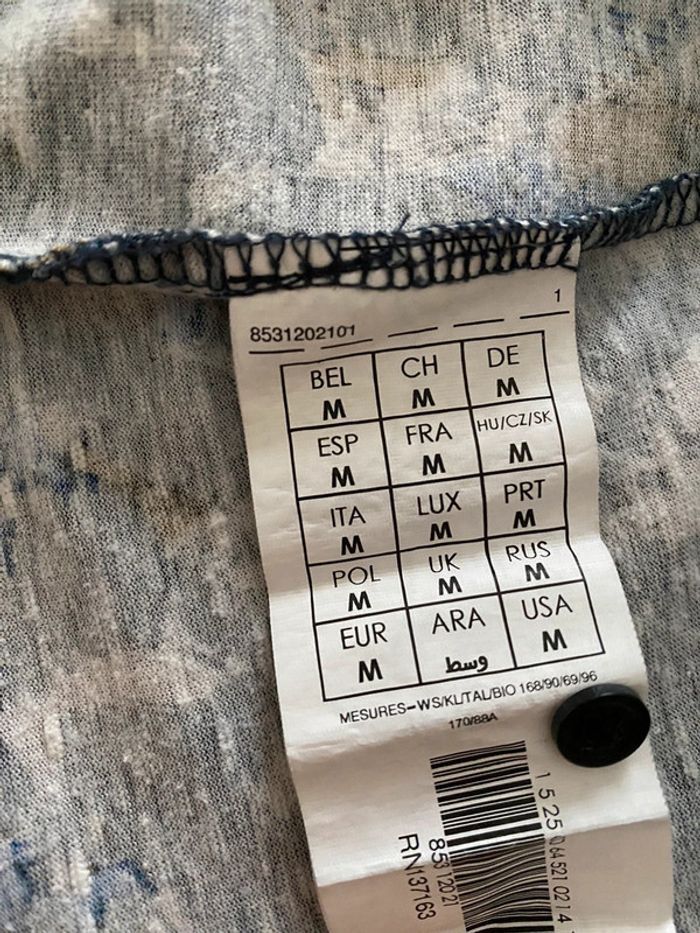 1
8531202101
BEL CH DE
M M M
ESP FRA HU/CZ/SK
M M M
ITA LUX PRT
M M M
POL UK RUS
M M M
EUR ARA USA
M وسط M
MESURES-WS/KL/TAL/BIO 168/90/69/96
170/88A
RN137163